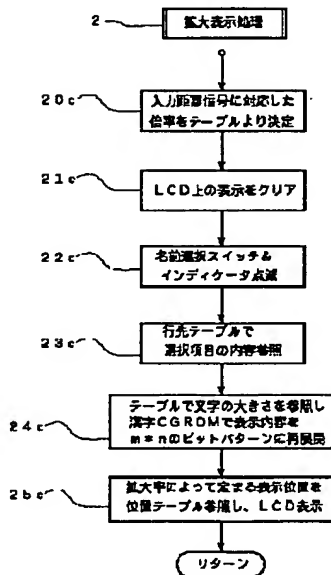 2
拡大表示処理
20c
入力距離信号に対応した
倍率をテーブルより決定
21c
LCD上の表示をクリア
22c
名前選択スイッチ&
インディケータ点滅
23c
行先テーブルで
選択項目の内容参照
24c
テーブルで文字の大きさを参照し
漢字CGROMで表示内容を
m*nのビットパターンに再展開
2bc
拡大率によって定まる表示位置を
位置テーブル参照し、LCD表示
リターン